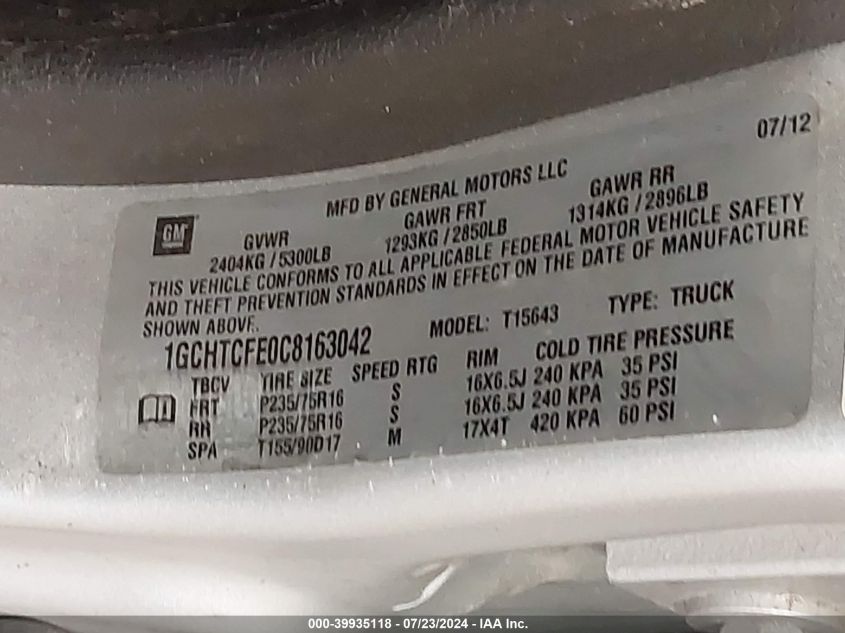 07/12
MFD BY GENERAL MOTORS LLC
GM
GVWR GAWR FRT GAWR RR
2404KG / 5300LB 1293KG / 2850LB 1314KG / 2896LB
THIS VEHICLE CONFORMS TO ALL APPLICABLE FEDERAL MOTOR VEHICLE SAFETY
AND THEFT PREVENTION STANDARDS IN EFFECT ON THE DATE OF MANUFACTURE
SHOWN ABOVE.
1GCHTCFE0C8163042 MODEL: T15643 TYPE: TRUCK
TBCV TIRE SIZE SPEED RTG RIM COLD TIRE PRESSURE
FRT P235/75R16 S 16X6.5J 240 KPA 35 PSI
RR P235/75R16 S 16X6.5J 240 KPA 35 PSI
SPA T155/90D17 M 17X4T 420 KPA 60 PSI
000-39935118 - 07/23/2024 - IAA Inc.